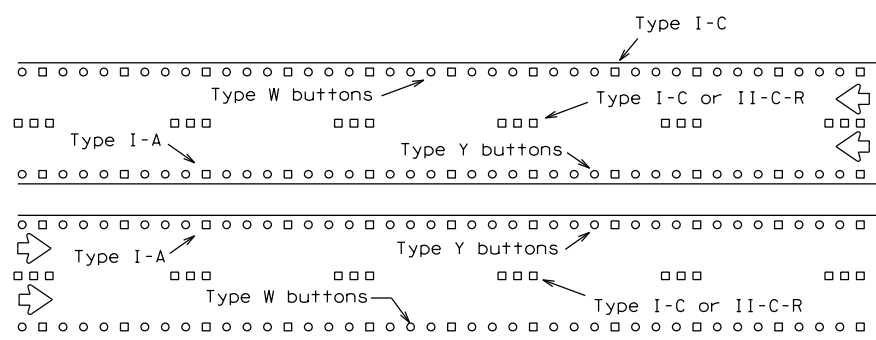 Type I-C
Type W buttons
Type I-C or II-C-R
Type I-A
Type Y buttons
Type I-A
Type Y buttons
Type W buttons
Type I-C or II-C-R